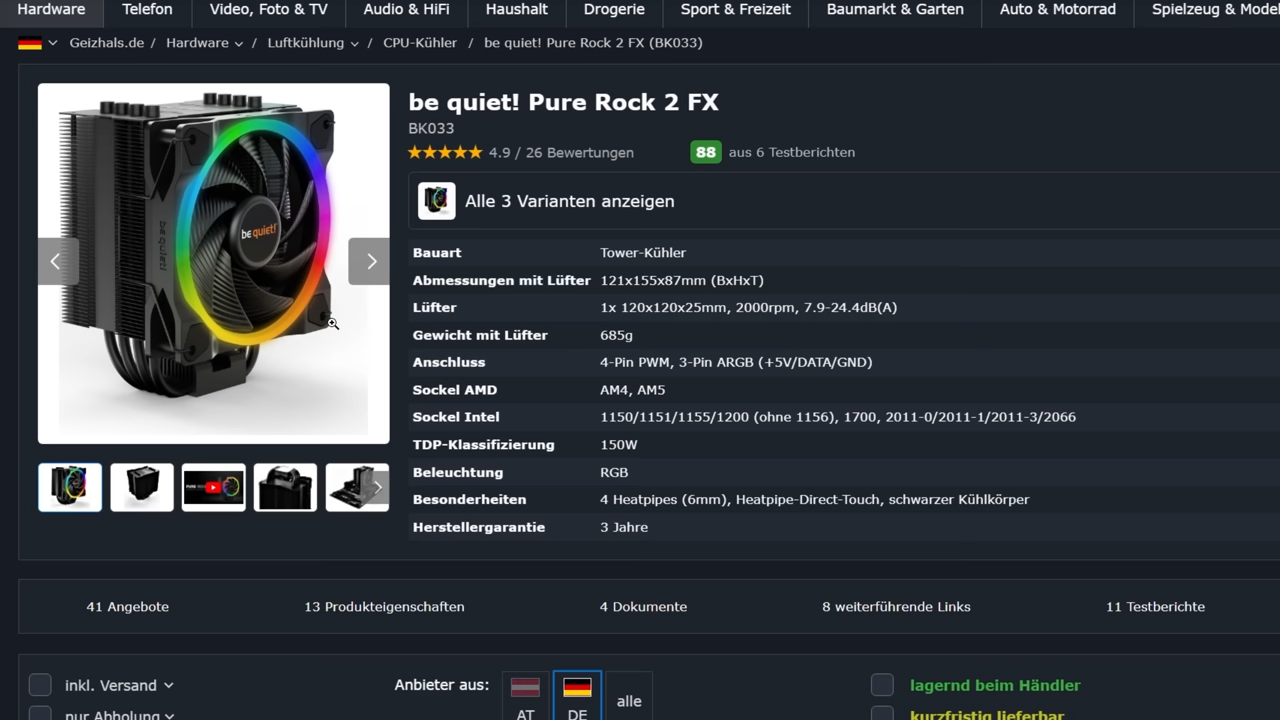 Hardware Telefon Video, Foto & TV Audio & HiFi Haushalt Drogerie Sport & Freizeit Baumarkt & Garten Auto & Motorrad Spielzeug & Model
Geizhals.de / Hardware / Luftkühlung / CPU-Kühler / be quiet! Pure Rock 2 FX (BK033)
be quiet! Pure Rock 2 FX
BK033
4.9 / 26 Bewertungen 88 aus 6 Testberichten
Alle 3 Varianten anzeigen
be quiet!
be quiet!
Bauart Tower-Kühler
Abmessungen mit Lüfter 121x155x87mm (BxHxT)
Lüfter 1x 120x120x25mm, 2000rpm, 7.9-24.4dB(A)
Gewicht mit Lüfter 685g
Anschluss 4-Pin PWM, 3-Pin ARGB (+5V/DATA/GND)
Sockel AMD AM4, AM5
Sockel Intel 1150/1151/1155/1200 (ohne 1156), 1700, 2011-0/2011-1/2011-3/2066
TDP-Klassifizierung 150W
Beleuchtung RGB
Besonderheiten 4 Heatpipes (6mm), Heatpipe-Direct-Touch, schwarzer Kühlkörper
Herstellergarantie 3 Jahre
41 Angebote 13 Produkteigenschaften 4 Dokumente 8 weiterführende Links 11 Testberichte
inkl. Versand Anbieter aus: alle lagernd beim Händler
nur Abholung AT DE kurzfristig lieferbar